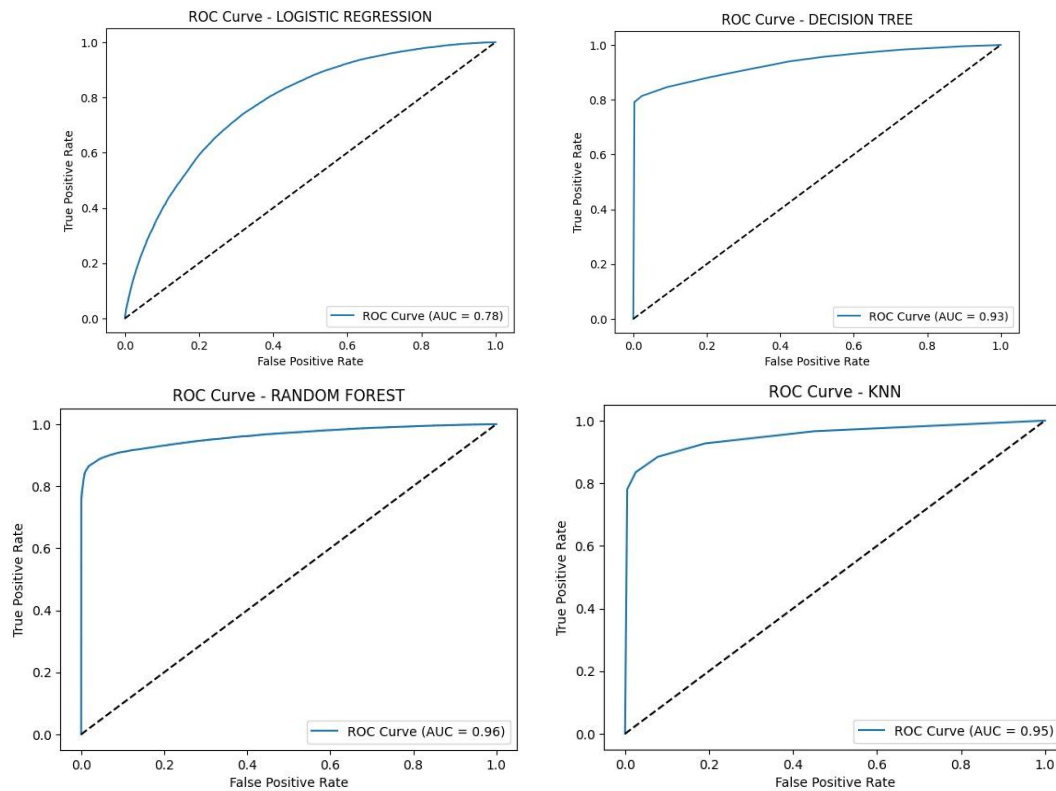 ROC Curve - LOGISTIC REGRESSION
1.0
0.8
0.6
0.4
0.2
0.0
True Positive Rate
ROC Curve (AUC = 0.78)
0.0 0.2 0.4 0.6 0.8 1.0
False Positive Rate
ROC Curve - DECISION TREE
1.0
0.8
0.6
0.4
0.2
0.0
True Positive Rate
ROC Curve (AUC = 0.93)
0.0 0.2 0.4 0.6 0.8 1.0
False Positive Rate
ROC Curve - RANDOM FOREST
1.0
0.8
0.6
0.4
0.2
0.0
True Positive Rate
ROC Curve (AUC = 0.96)
0.0 0.2 0.4 0.6 0.8 1.0
False Positive Rate
ROC Curve - KNN
1.0
0.8
0.6
0.4
0.2
0.0
True Positive Rate
ROC Curve (AUC = 0.95)
0.0 0.2 0.4 0.6 0.8 1.0
False Positive Rate